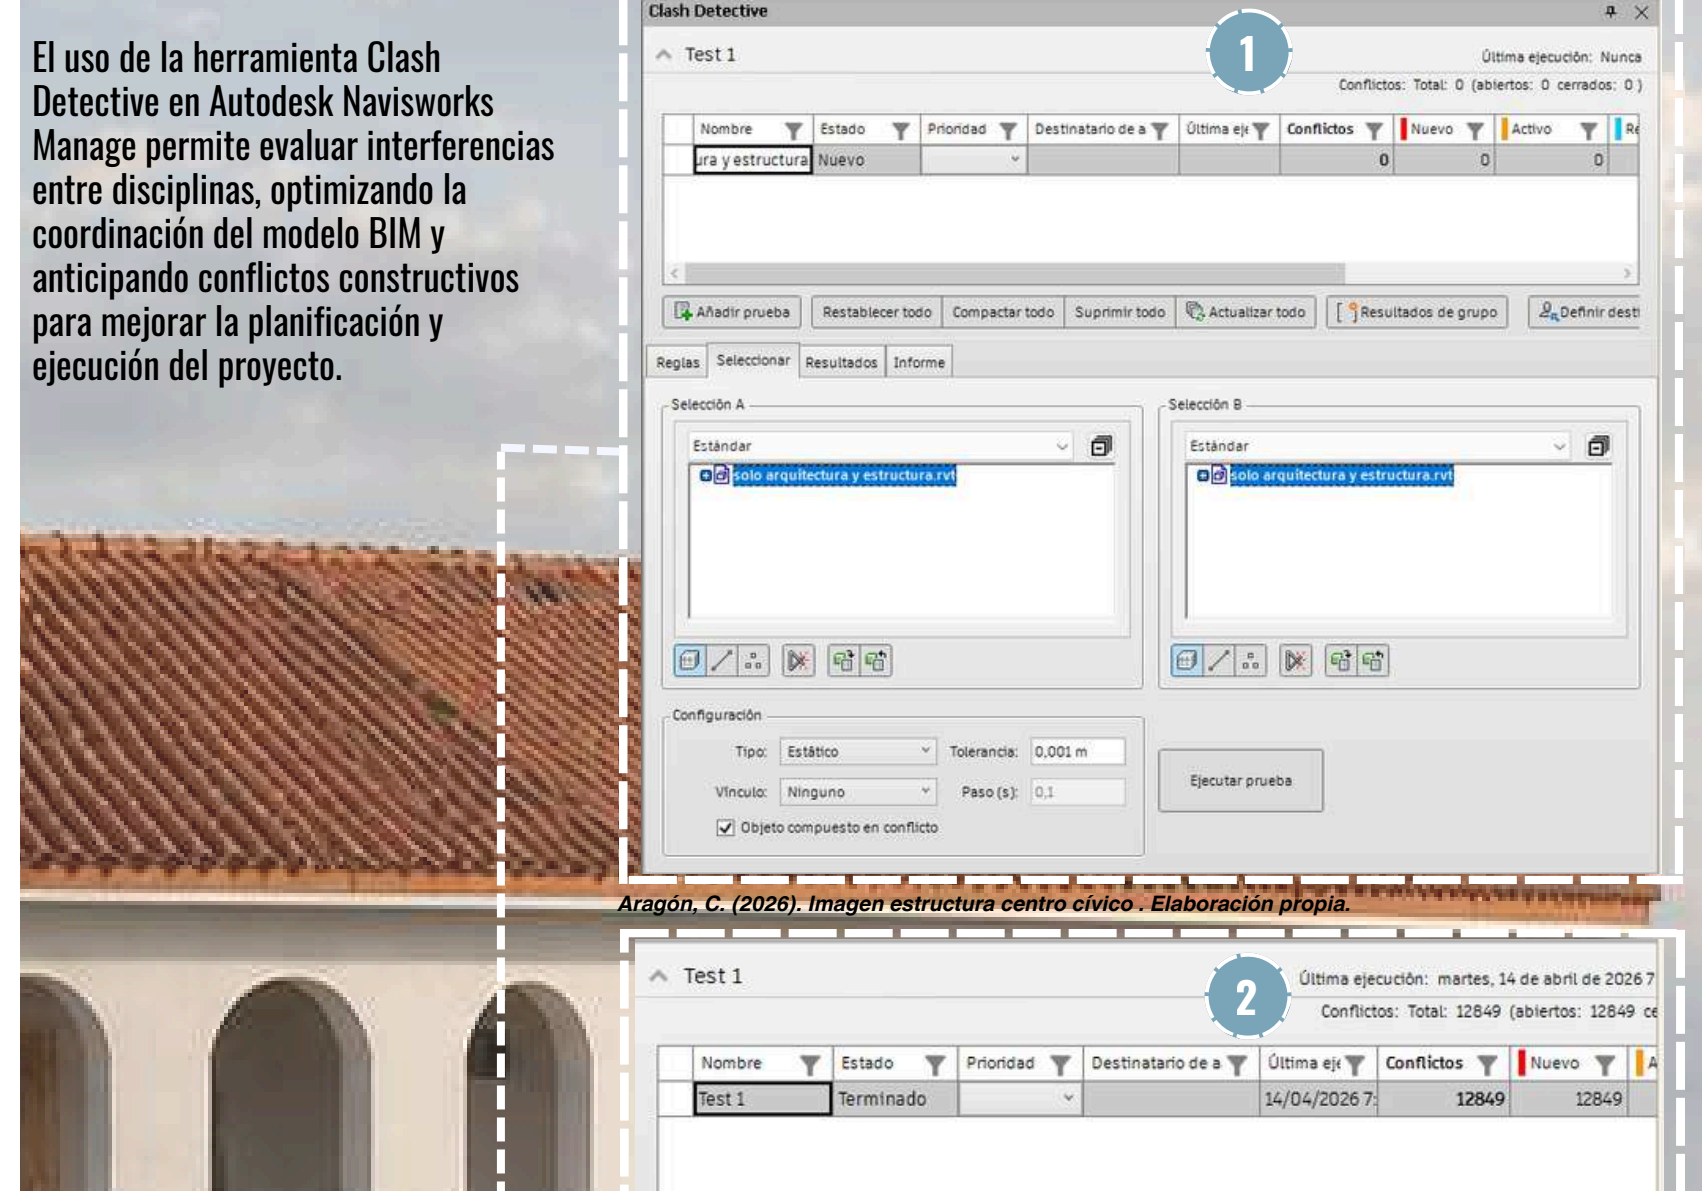 El uso de la herramienta Clash
Detective en Autodesk Navisworks
Manage permite evaluar interferencias
entre disciplinas, optimizando la
coordinación del modelo BIM y
anticipando conflictos constructivos
para mejorar la planificación y
ejecución del proyecto.
Clash Detective
1
Test 1
Última ejecución: Nunca
Conflictos: Total: 0 (abiertos: 0 cerrados: 0 )
Nombre Estado Prioridad Destinatario de a Última eje Conflictos Nuevo Activo Re
ura y estructura Nuevo 0 0 0
Añadir prueba Restablecer todo Compactar todo Suprimir todo Actualizar todo Resultados de grupo Definir desti
Reglas Seleccionar Resultados Informe
Selección A Selección B
Estándar Estándar
solo arquitectura y estructura.rvt solo arquitectura y estructura.rvt
Configuración
Tipo: Estático Tolerancia: 0,001 m
Ejecutar prueba
Vínculo: Ninguno Paso (s): 0,1
Objeto compuesto en conflicto
Aragón, C. (2026). Imagen estructura centro cívico . Elaboración propia.
Test 1
2
Última ejecución: martes, 14 de abril de 2026 7
Conflictos: Total: 12849 (abiertos: 12849 ce
Nombre Estado Prioridad Destinatario de a Última eje Conflictos Nuevo A
Test 1 Terminado 14/04/2026 7: 12849 12849